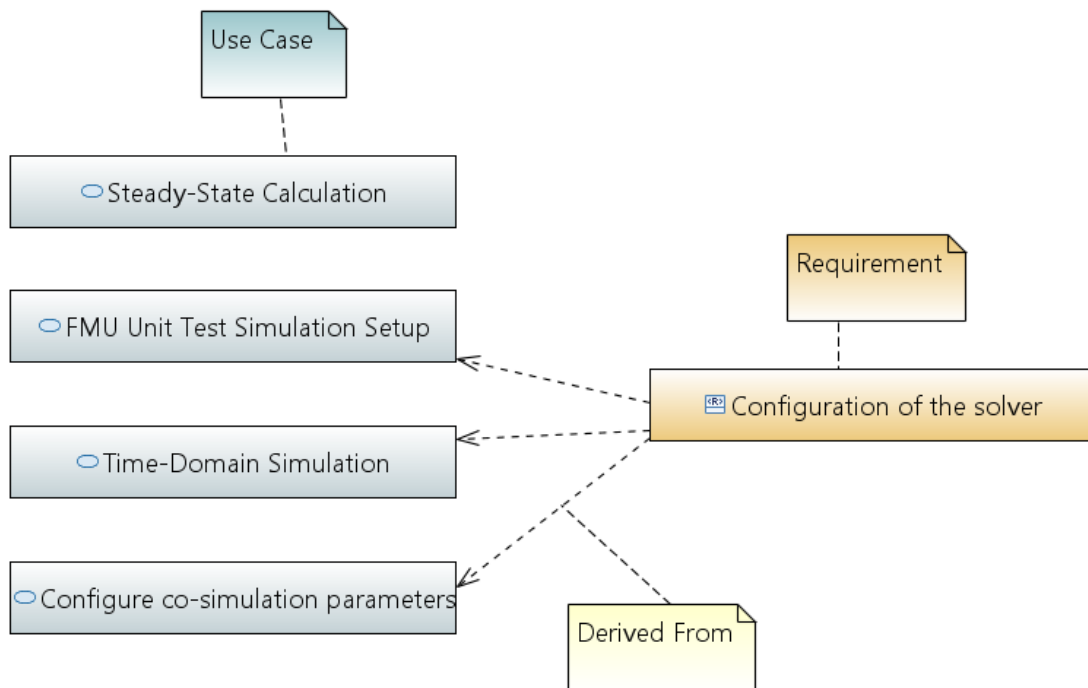 Use Case
Steady-State Calculation
Requirement
FMU Unit Test Simulation Setup
<R> Configuration of the solver
Time-Domain Simulation
Configure co-simulation parameters
Derived From